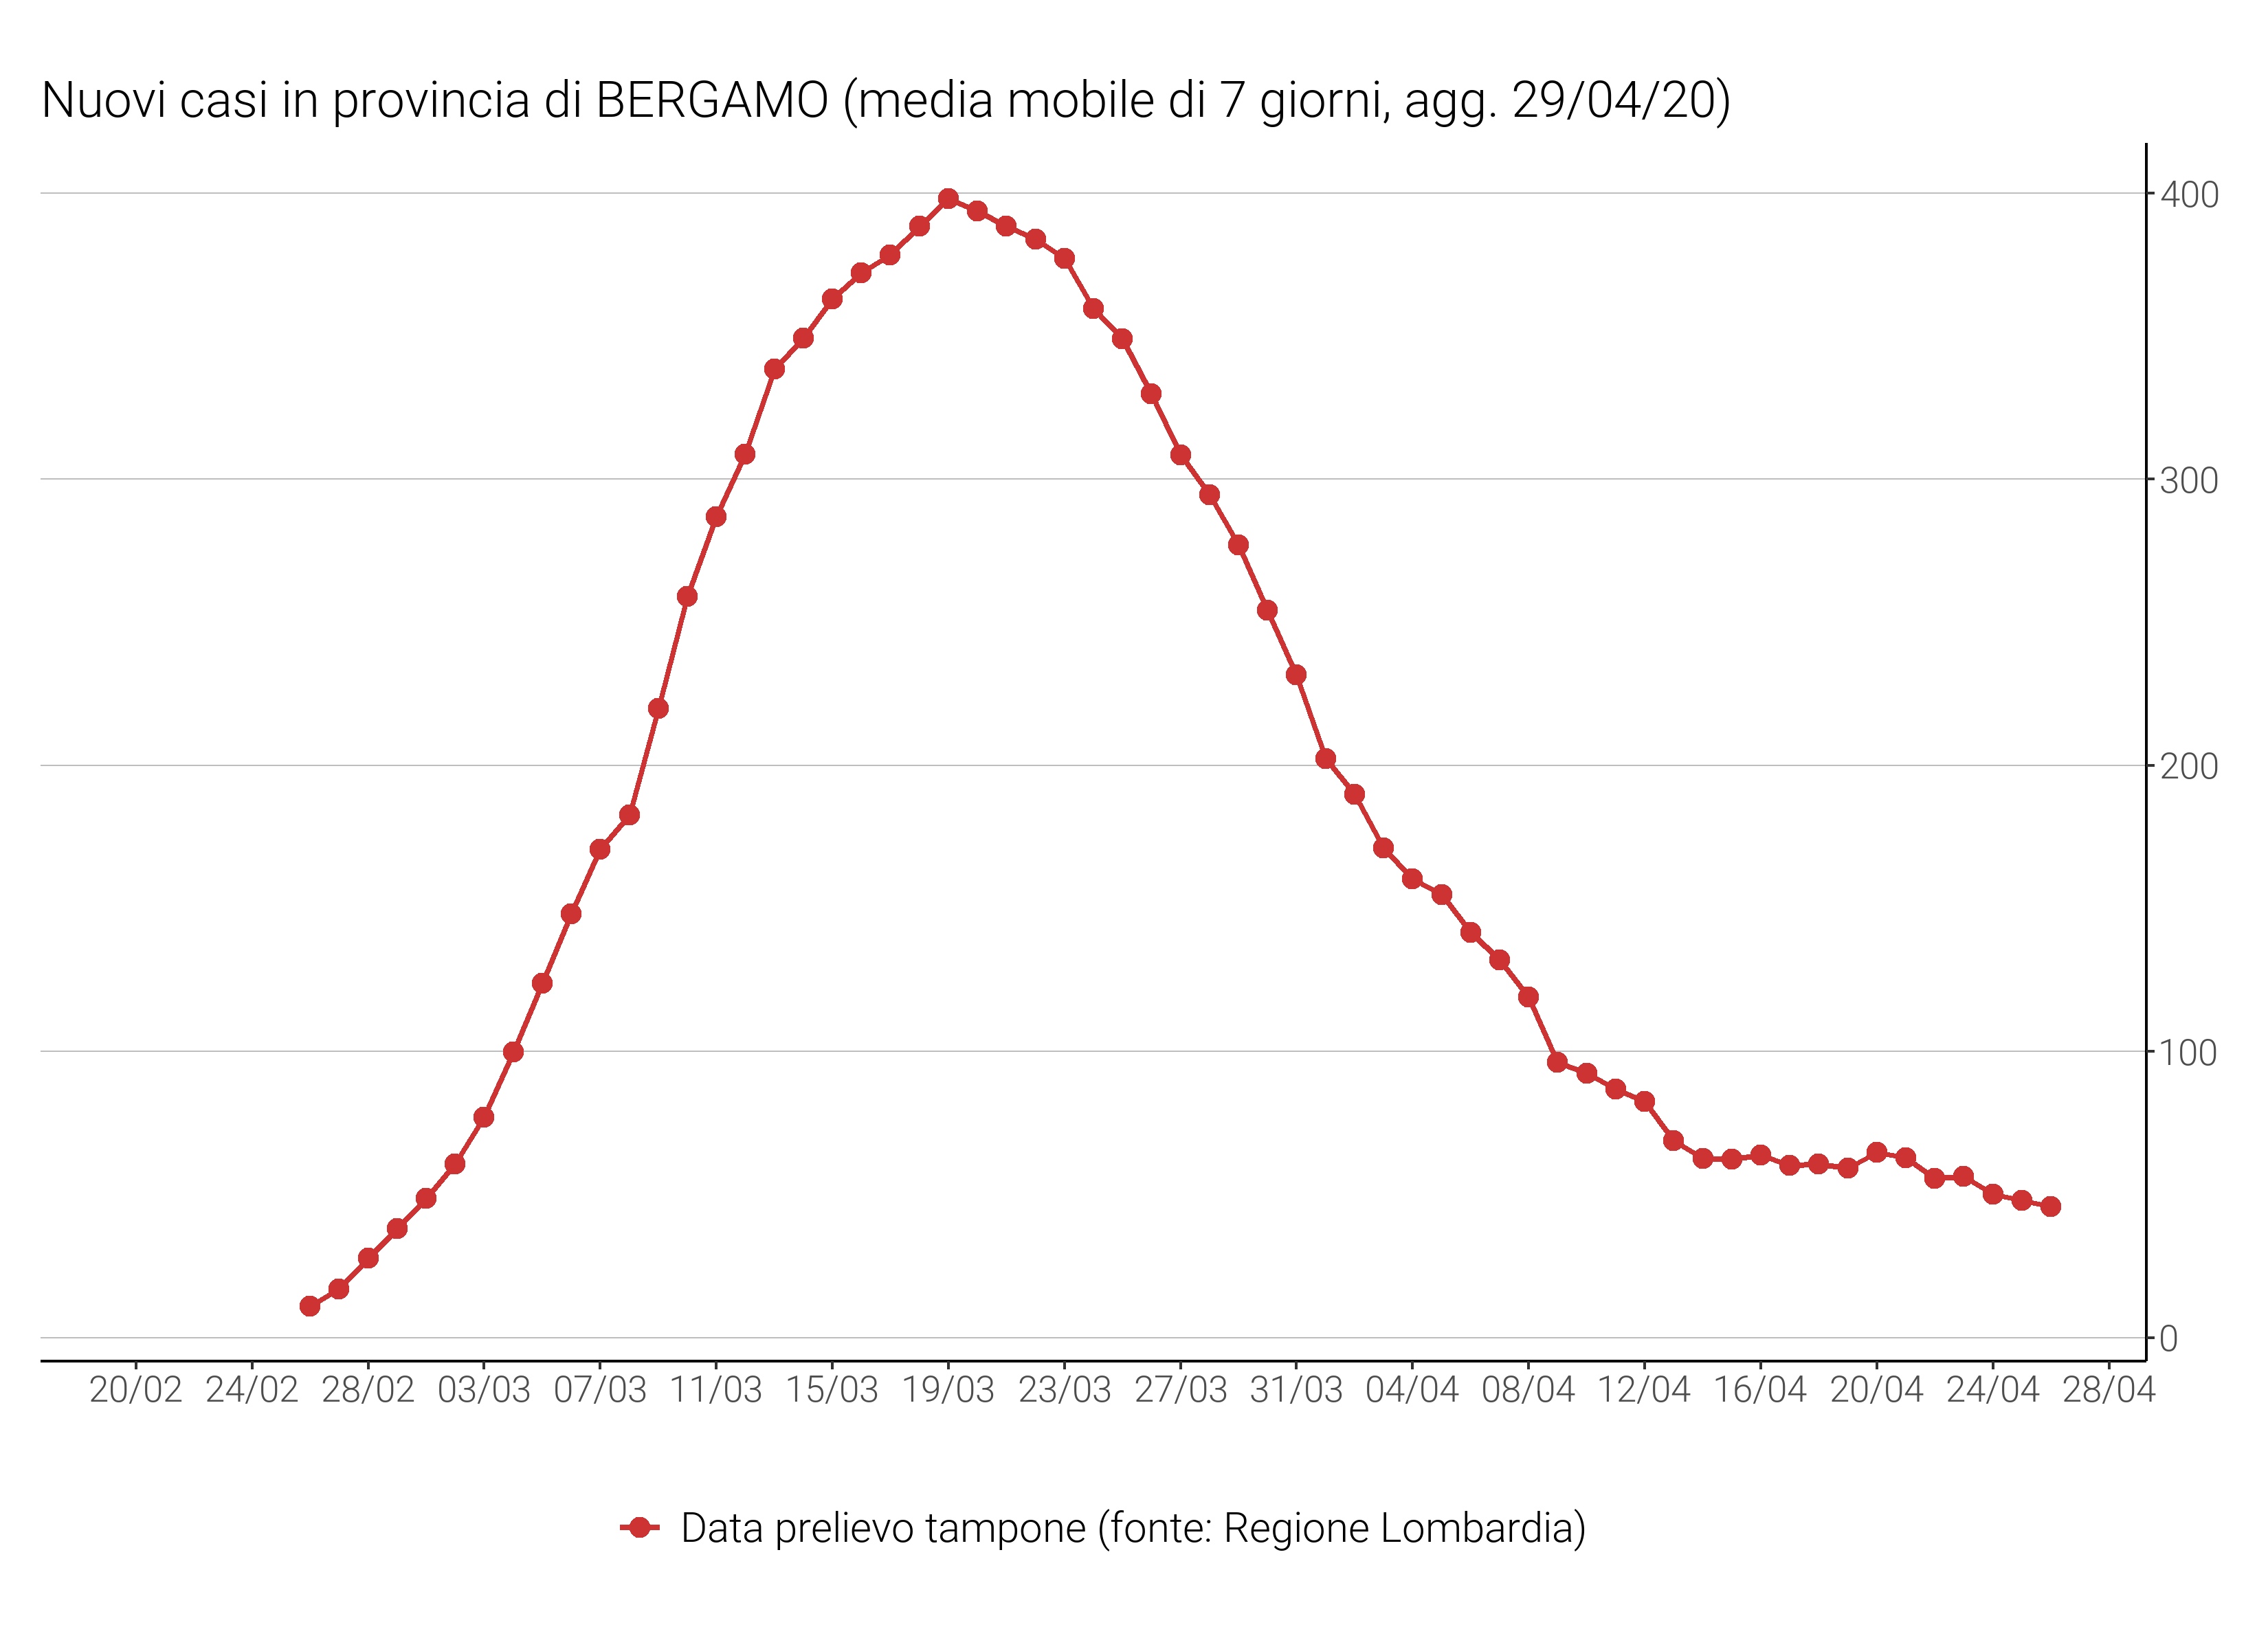 Nuovi casi in provincia di BERGAMO (media mobile di 7 giorni, agg. 29/04/20)
400
300
200
100
0
20/02 24/02 28/02 03/03 07/03 11/03 15/03 19/03 23/03 27/03 31/03 04/04 08/04 12/04 16/04 20/04 24/04 28/04
Data prelievo tampone (fonte: Regione Lombardia)